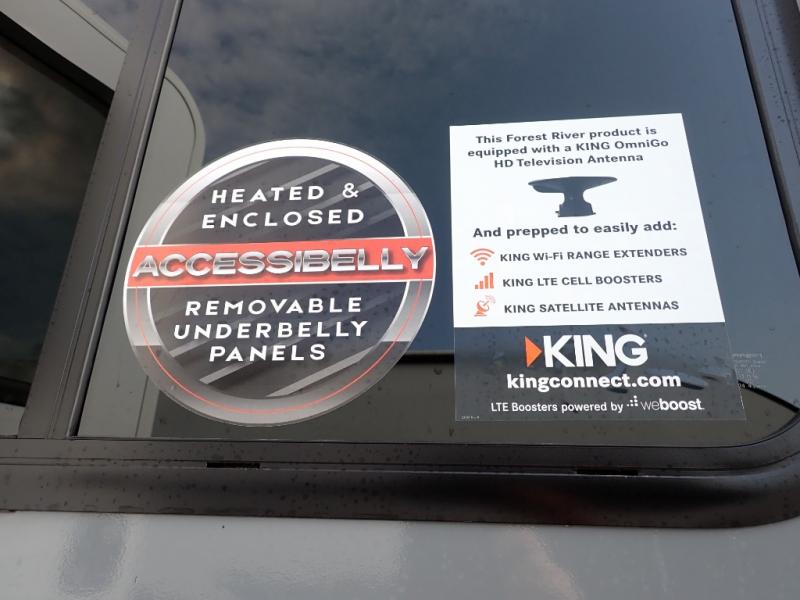 HEATED &
ENCLOSED
ACCESSIBELLY
REMOVABLE
UNDERBELLY
PANELS
This Forest River product is
equipped with a KING OmniGo
HD Television Antenna
And prepped to easily add:
KING Wi-Fi RANGE EXTENDERS
KING LTE CELL BOOSTERS
KING SATELLITE ANTENNAS
KING
kingconnect.com
LTE Boosters powered by weboost